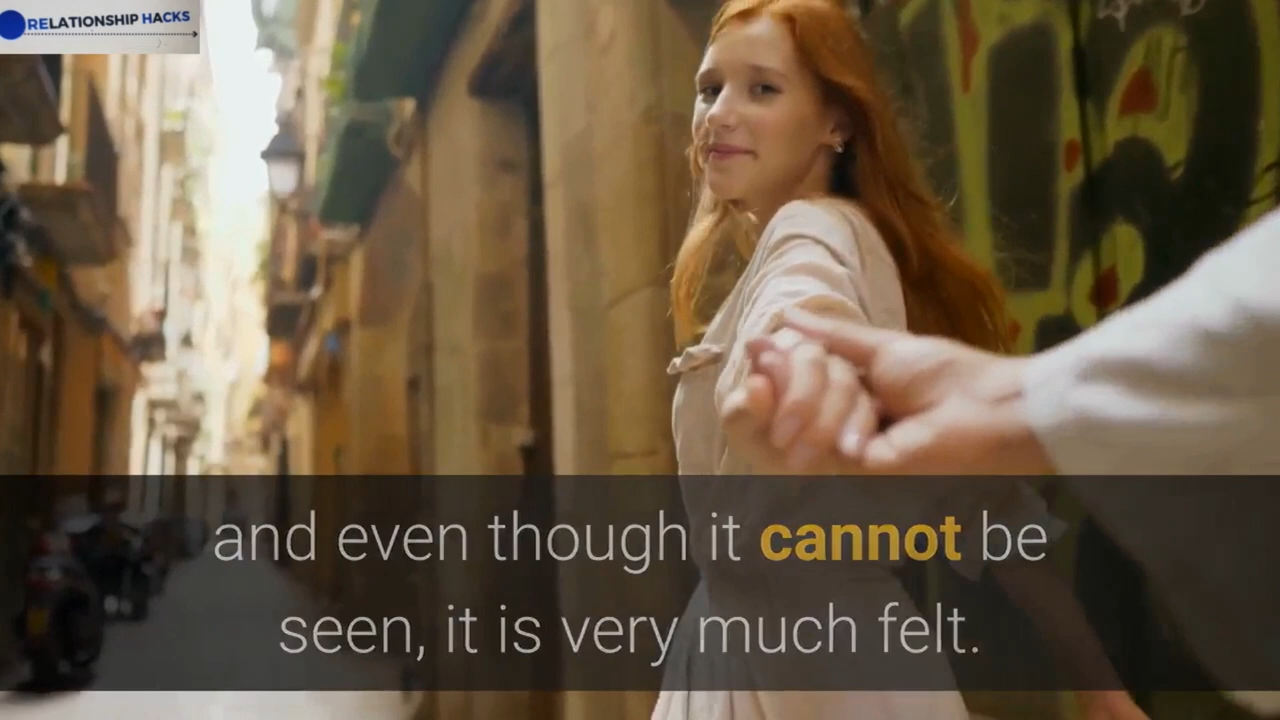 RELATIONSHIP HACKS
and even though it cannot be
seen, it is very much felt.